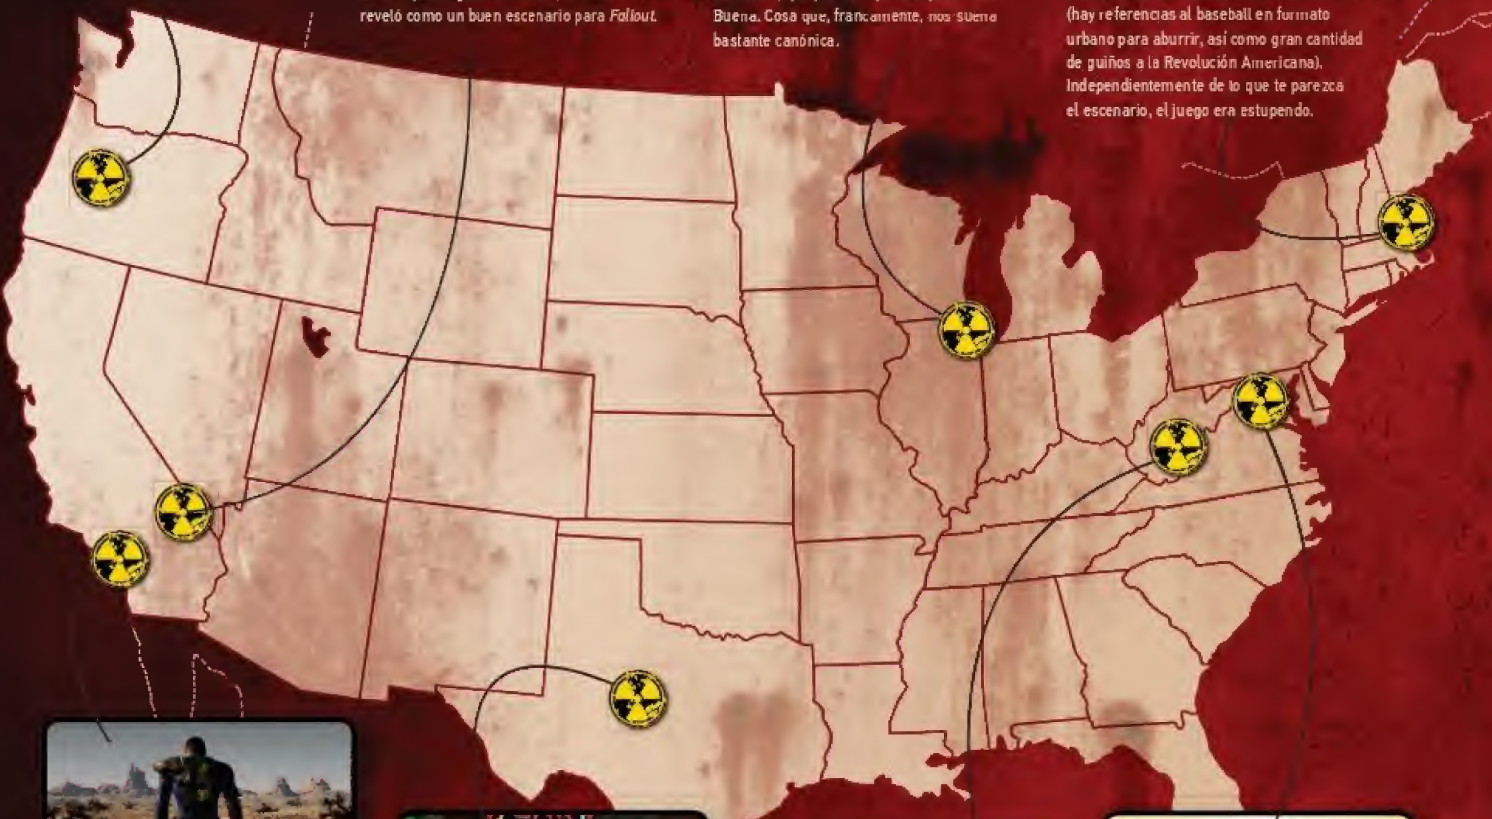 reveló como un buen escenario para Fallout.
Buena. Cosa que, francamente, nos suena
bastante canónica.
(hay referencias al baseball en formato
urbano para aburrir, así como gran cantidad
de guiños a la Revolución Americana).
Independientemente de lo que te parezca
el escenario, el juego era estupendo.